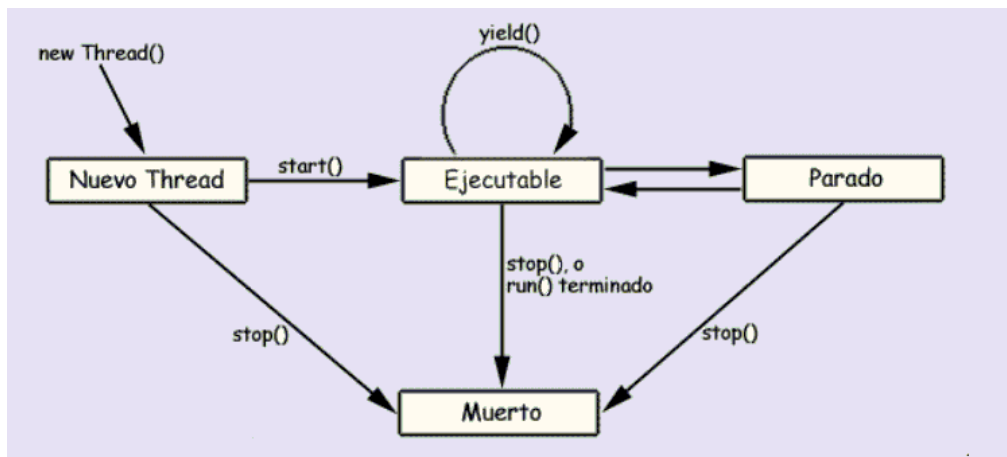 yield()
new Thread()
Nuevo Thread
start()
Ejecutable
Parado
stop(), o
run() terminado
stop()
stop()
Muerto